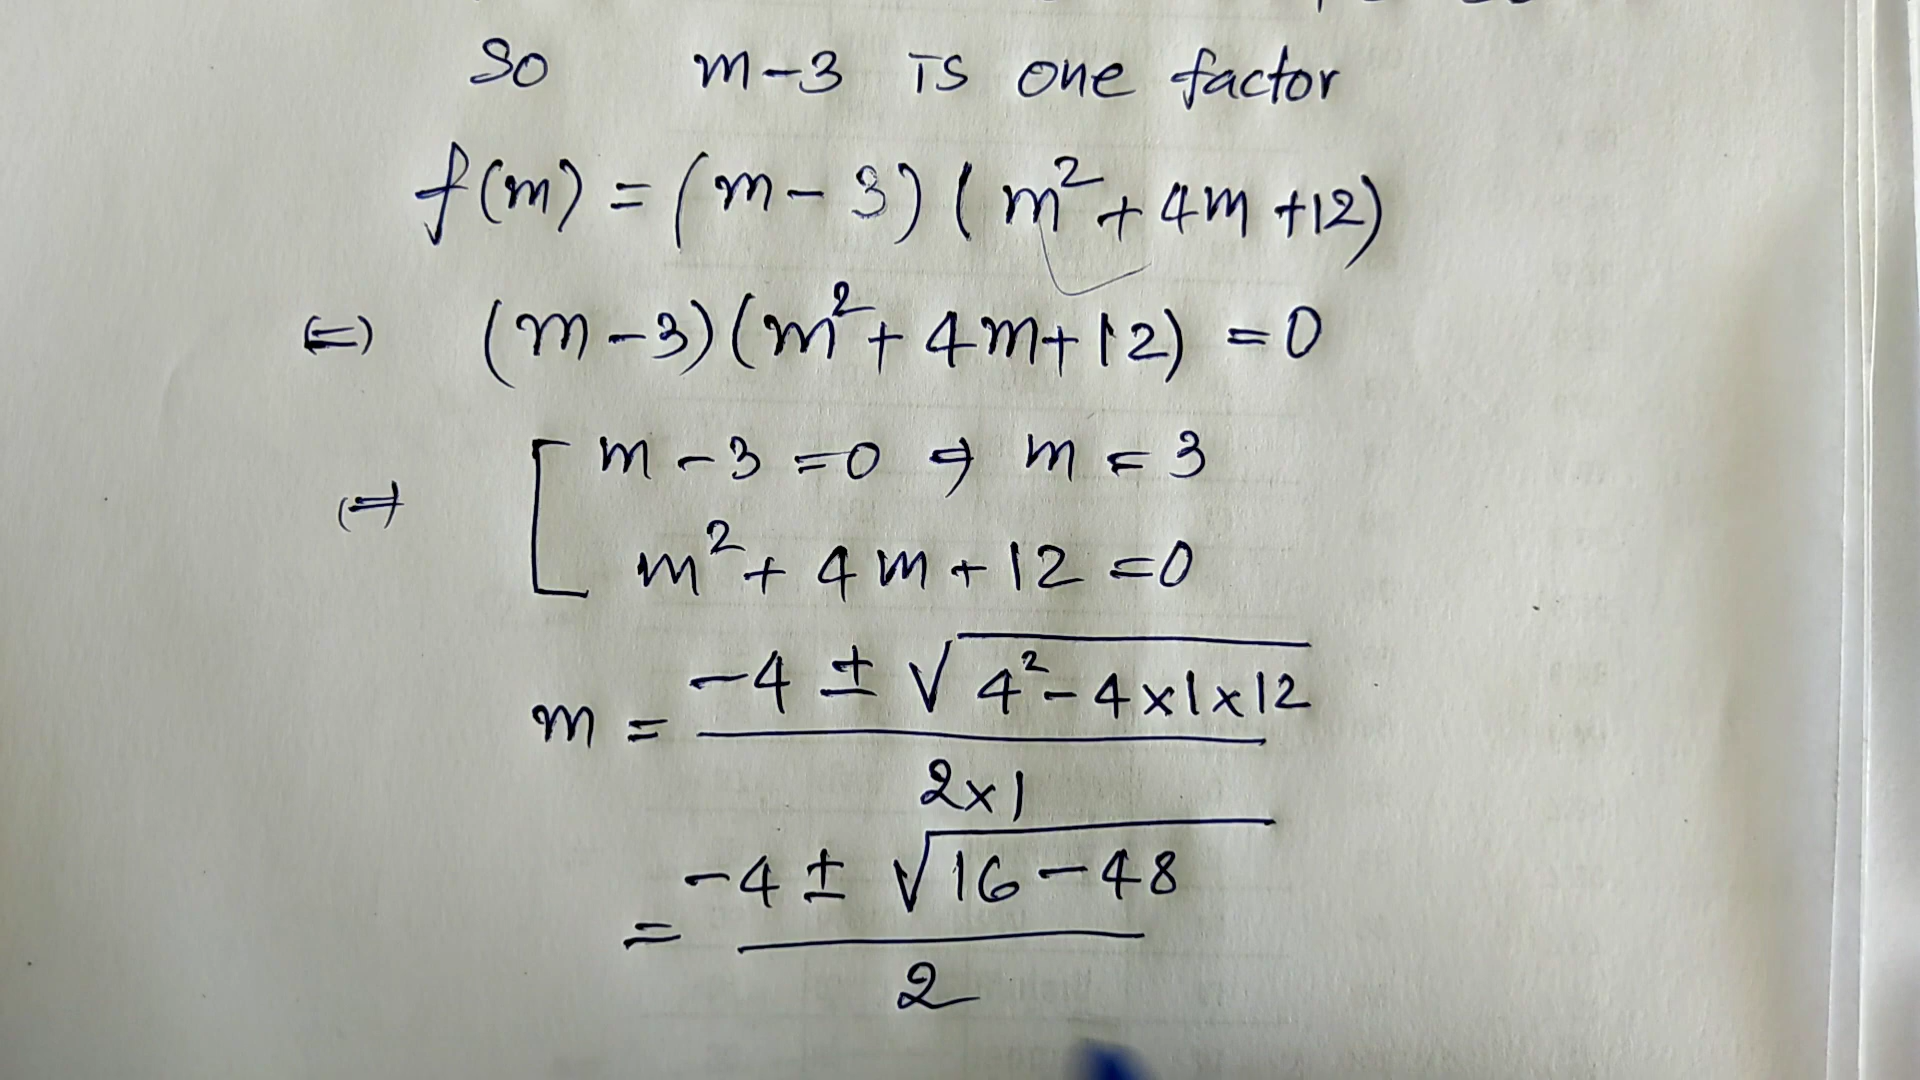 So m-3 is one factor
f(m) = (m-3)(m²+4m+12)
⇔ (m-3)(m²+4m+12) =0
⇔ [ m-3=0 ⇒ m=3
m²+4m+12=0
m = (-4 ± √(4²-4×1×12)) / (2×1)
= (-4 ± √(16-48)) / 2